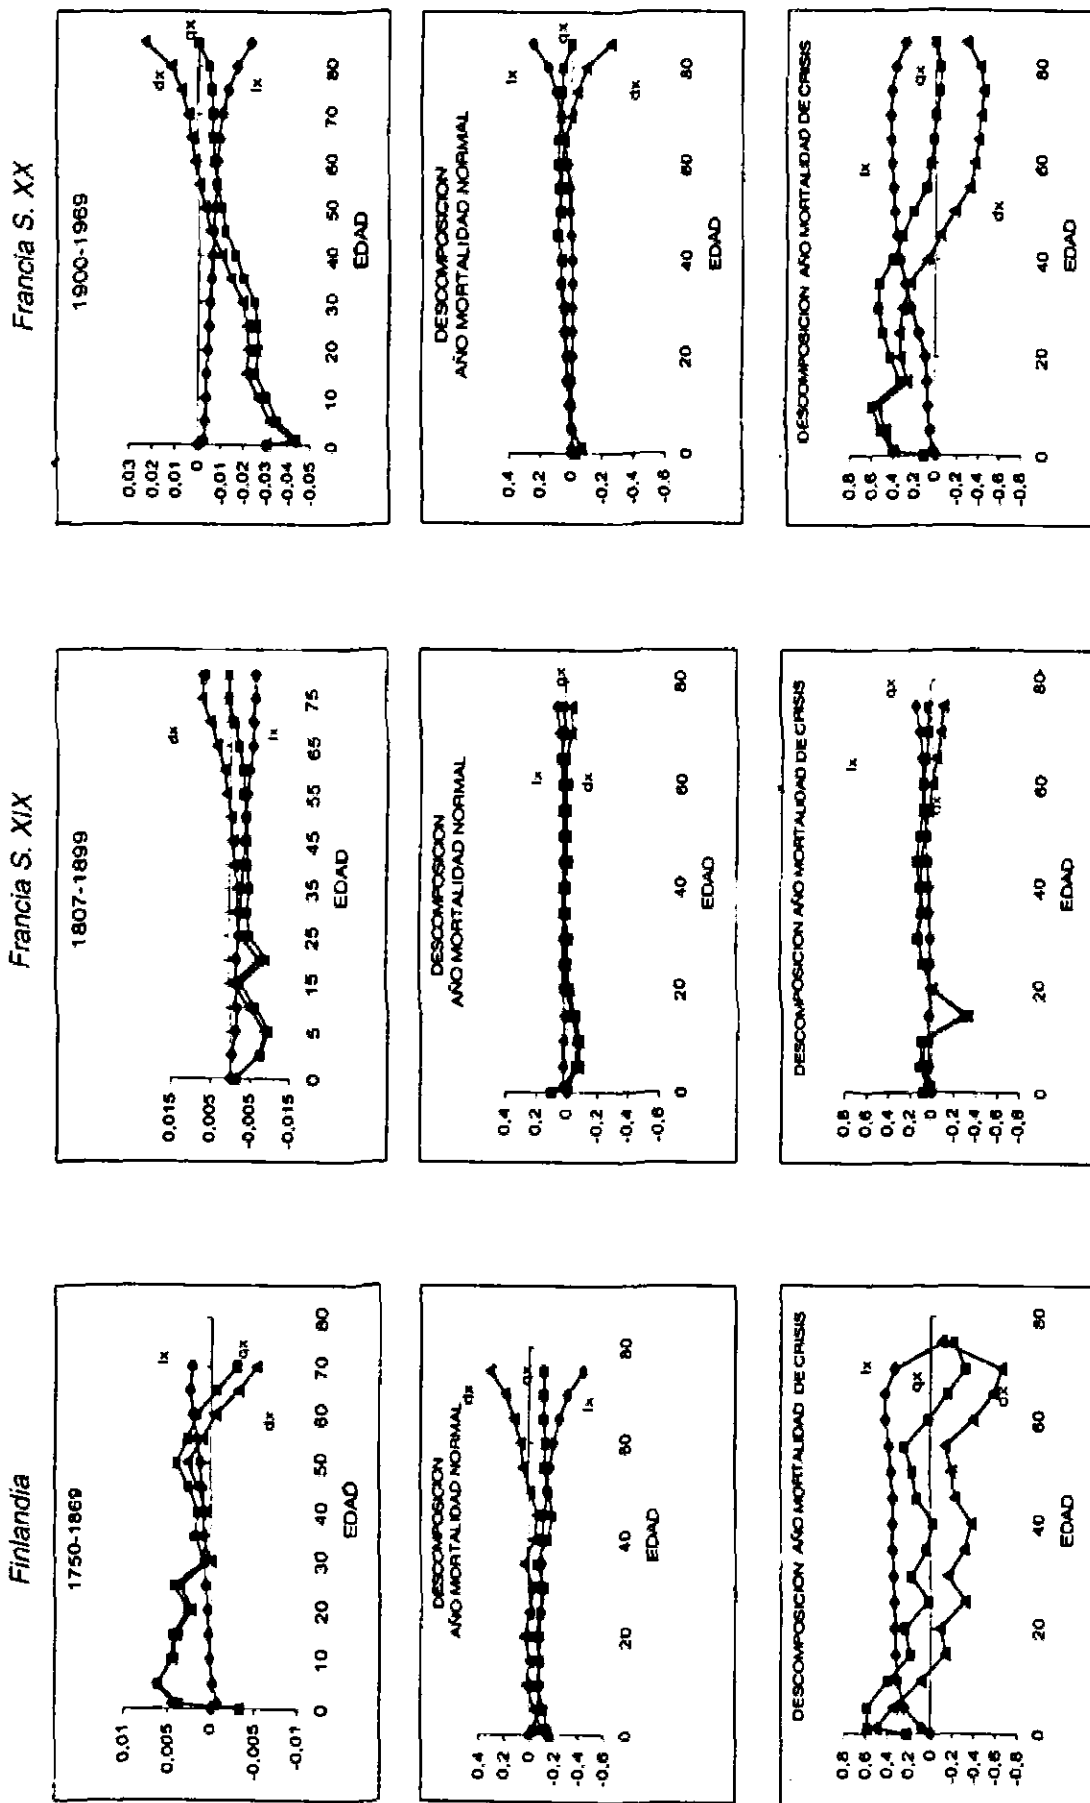 Finlandia
Francia S. XIX
Francia S. XX
1750-1869
0,01
0,005
0
-0,005
-0,01
lx
qx
dx
0 10 20 30 40 50 60 70 80
EDAD
1807-1899
0,015
0,005
-0,005
-0,015
dx
lx
0 5 15 25 35 45 55 65 75
EDAD
1900-1969
0,03
0,02
0,01
0
-0,01
-0,02
-0,03
-0,04
-0,05
dx
qx
lx
0 10 20 30 40 50 60 70 80
EDAD
DESCOMPOSICION
AÑO MORTALIDAD NORMAL
0,4
0,2
0
-0,2
-0,4
-0,6
dx
qx
lx
0 20 40 60 80
EDAD
DESCOMPOSICION
AÑO MORTALIDAD NORMAL
0,4
0,2
0
-0,2
-0,4
-0,6
lx
qx
dx
0 20 40 60 80
EDAD
DESCOMPOSICION
AÑO MORTALIDAD NORMAL
0,4
0,2
0
-0,2
-0,4
-0,6
lx
qx
dx
0 20 40 60 80
EDAD
DESCOMPOSICION AÑO MORTALIDAD DE CRISIS
0,8
0,6
0,4
0,2
0
-0,2
-0,4
-0,6
-0,8
lx
qx
dx
0 20 40 60 80
EDAD
DESCOMPOSICION AÑO MORTALIDAD DE CRISIS
0,8
0,6
0,4
0,2
0
-0,2
-0,4
-0,6
-0,8
lx
qx
dx
0 20 40 60 80
EDAD
DESCOMPOSICION AÑO MORTALIDAD DE CRISIS
0,8
0,6
0,4
0,2
0
-0,2
-0,4
-0,6
-0,8
lx
qx
dx
0 20 40 60 80
EDAD